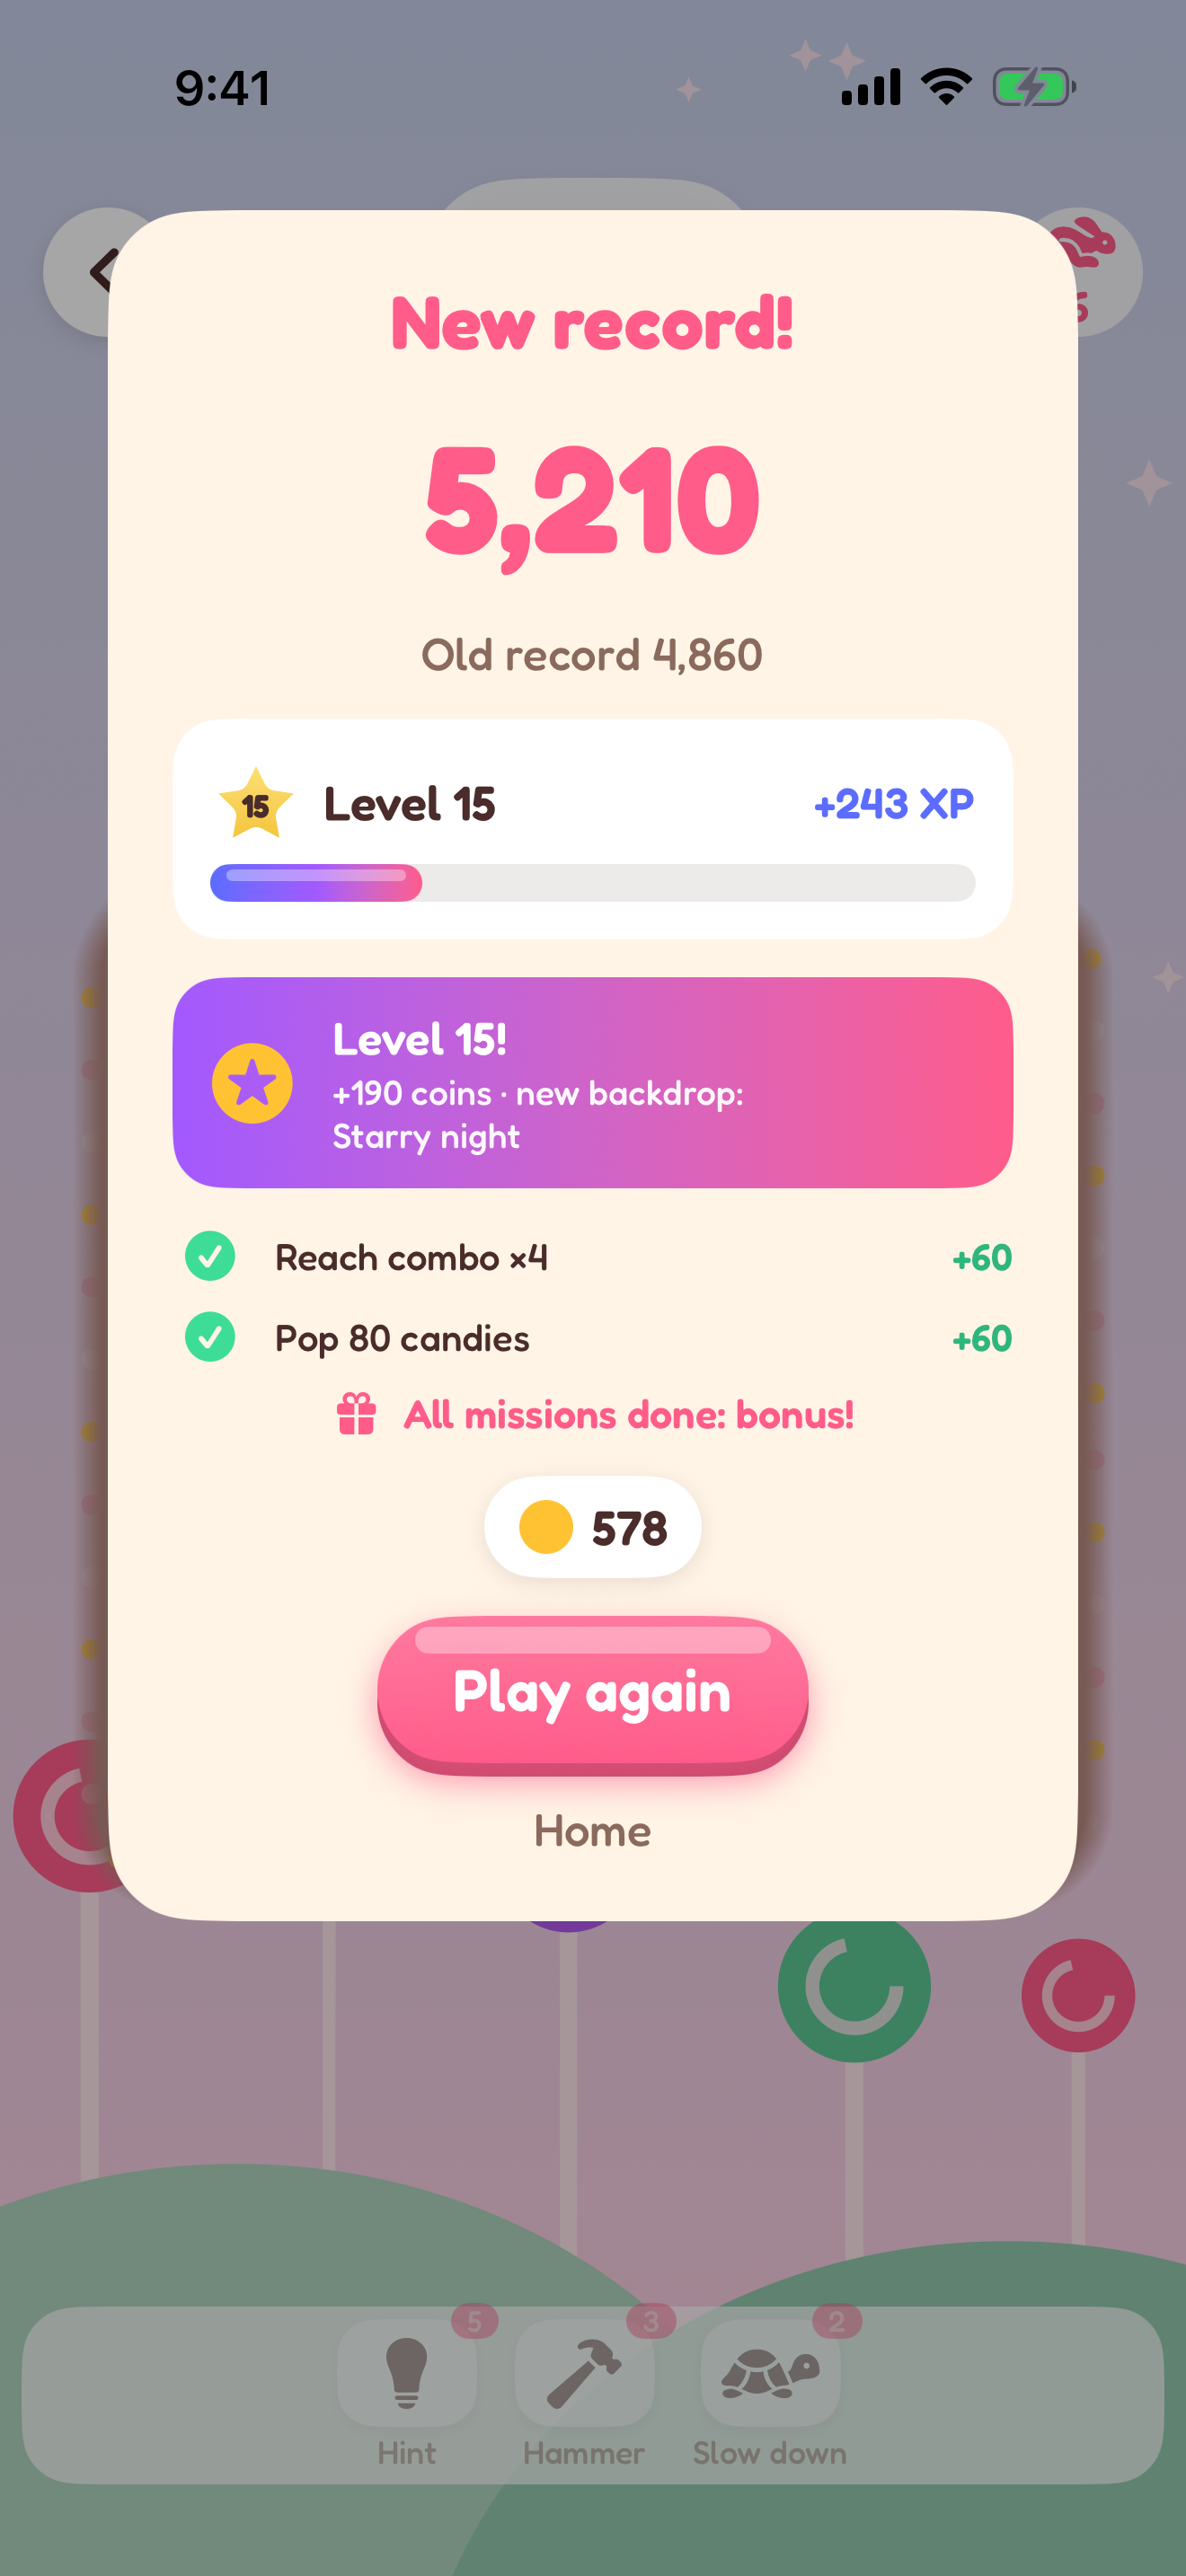 9:41
New record!
5,210
Old record 4,860
15 Level 15 +243 XP
Level 15!
+190 coins · new backdrop:
Starry night
Reach combo ×4 +60
Pop 80 candies +60
All missions done: bonus!
578
Play again
Home
5 3 2
Hint Hammer Slow down